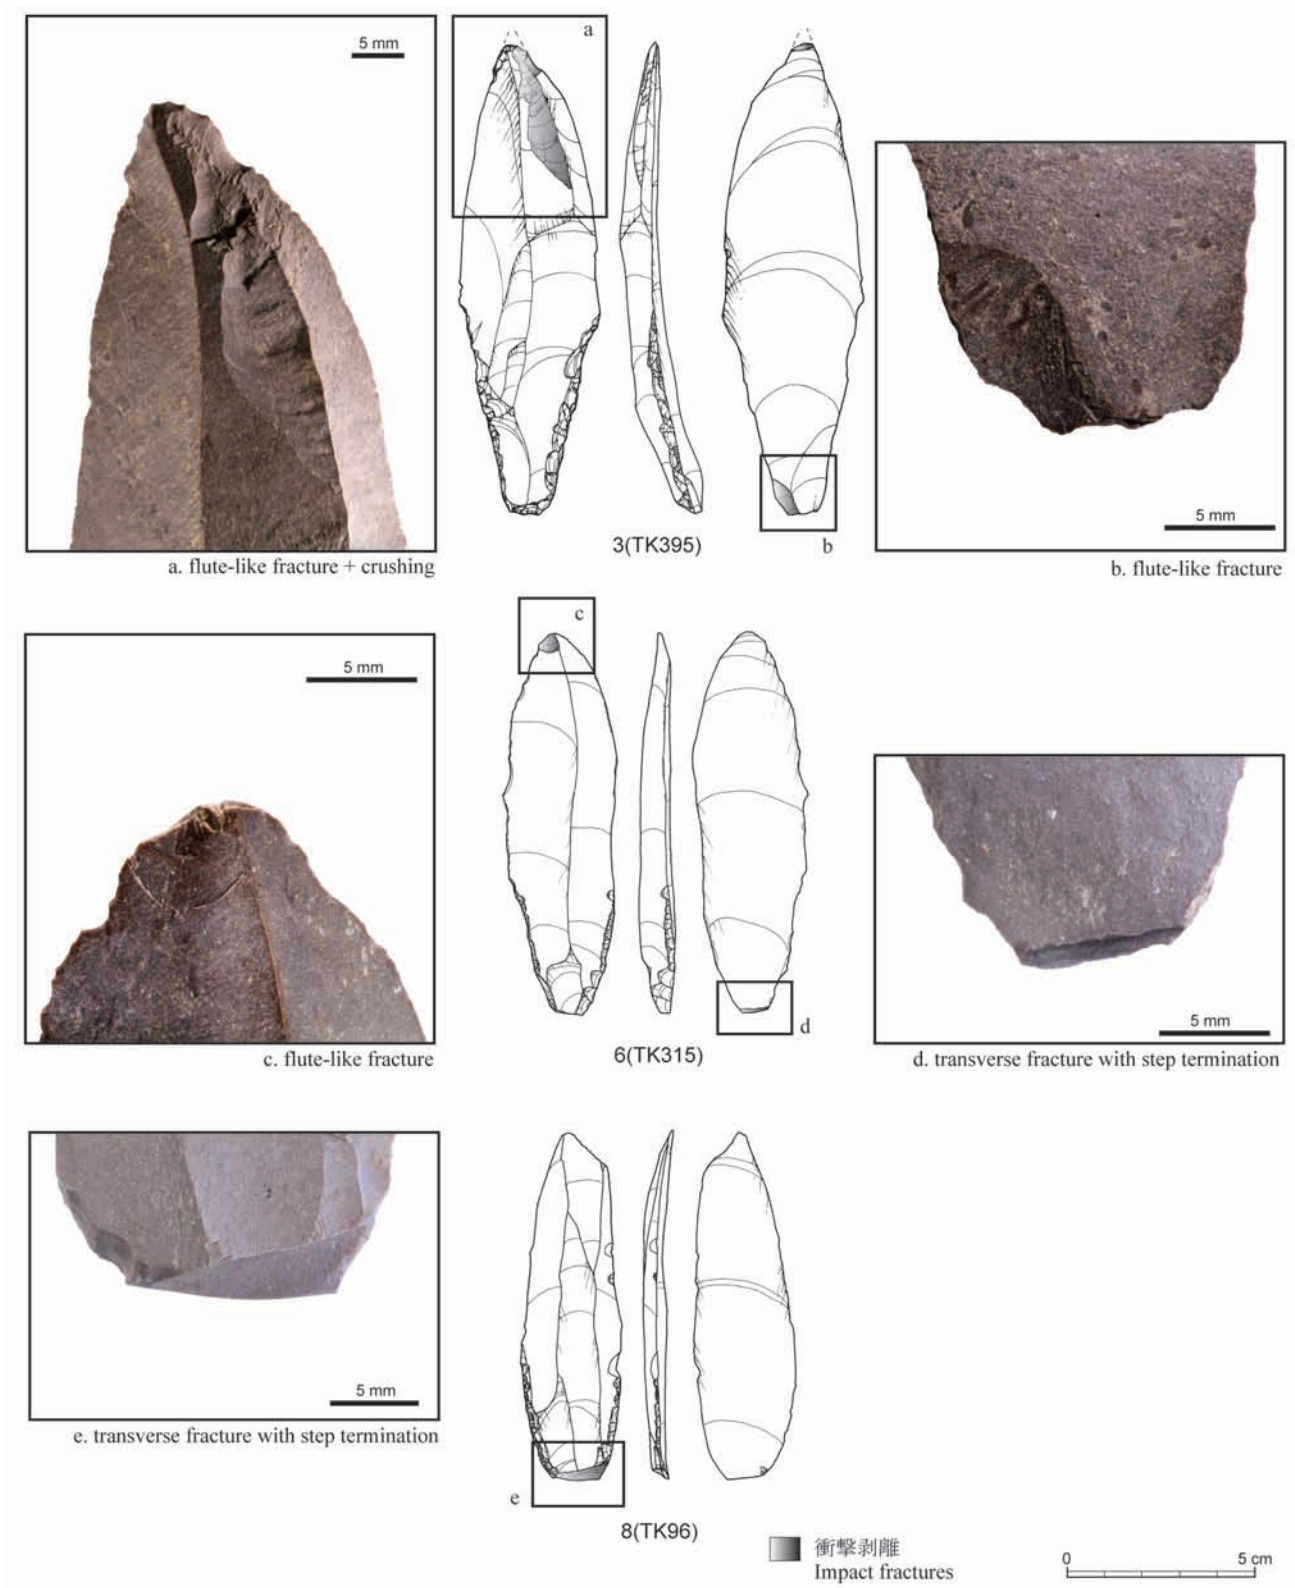 5 mm
a
a. flute-like fracture + crushing
3(TK395)
b
5 mm
b. flute-like fracture
5 mm
c. flute-like fracture
c
6(TK315)
d
5 mm
d. transverse fracture with step termination
5 mm
e. transverse fracture with step termination
e
8(TK96)
衝撃剥離
Impact fractures
0 5 cm